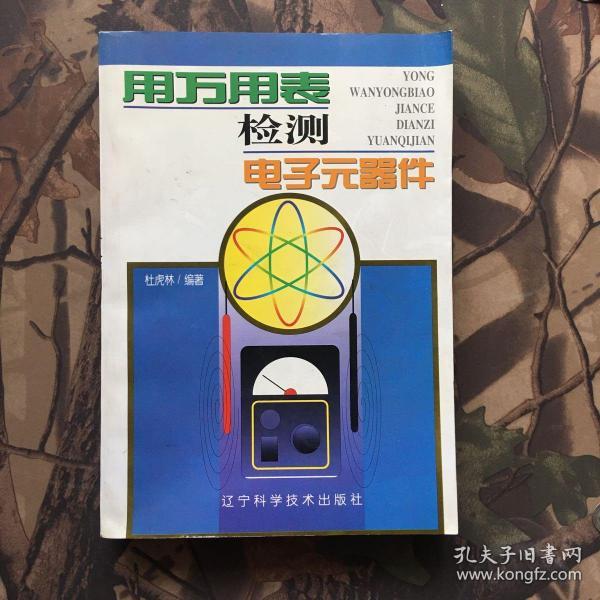 用万用表
检测
电子元器件
YONG
WANYONGBIAO
JIANCE
DIANZI
YUANQIJIAN
杜虎林/编著
辽宁科学技术出版社
孔夫子旧书网
www.kongfz.com